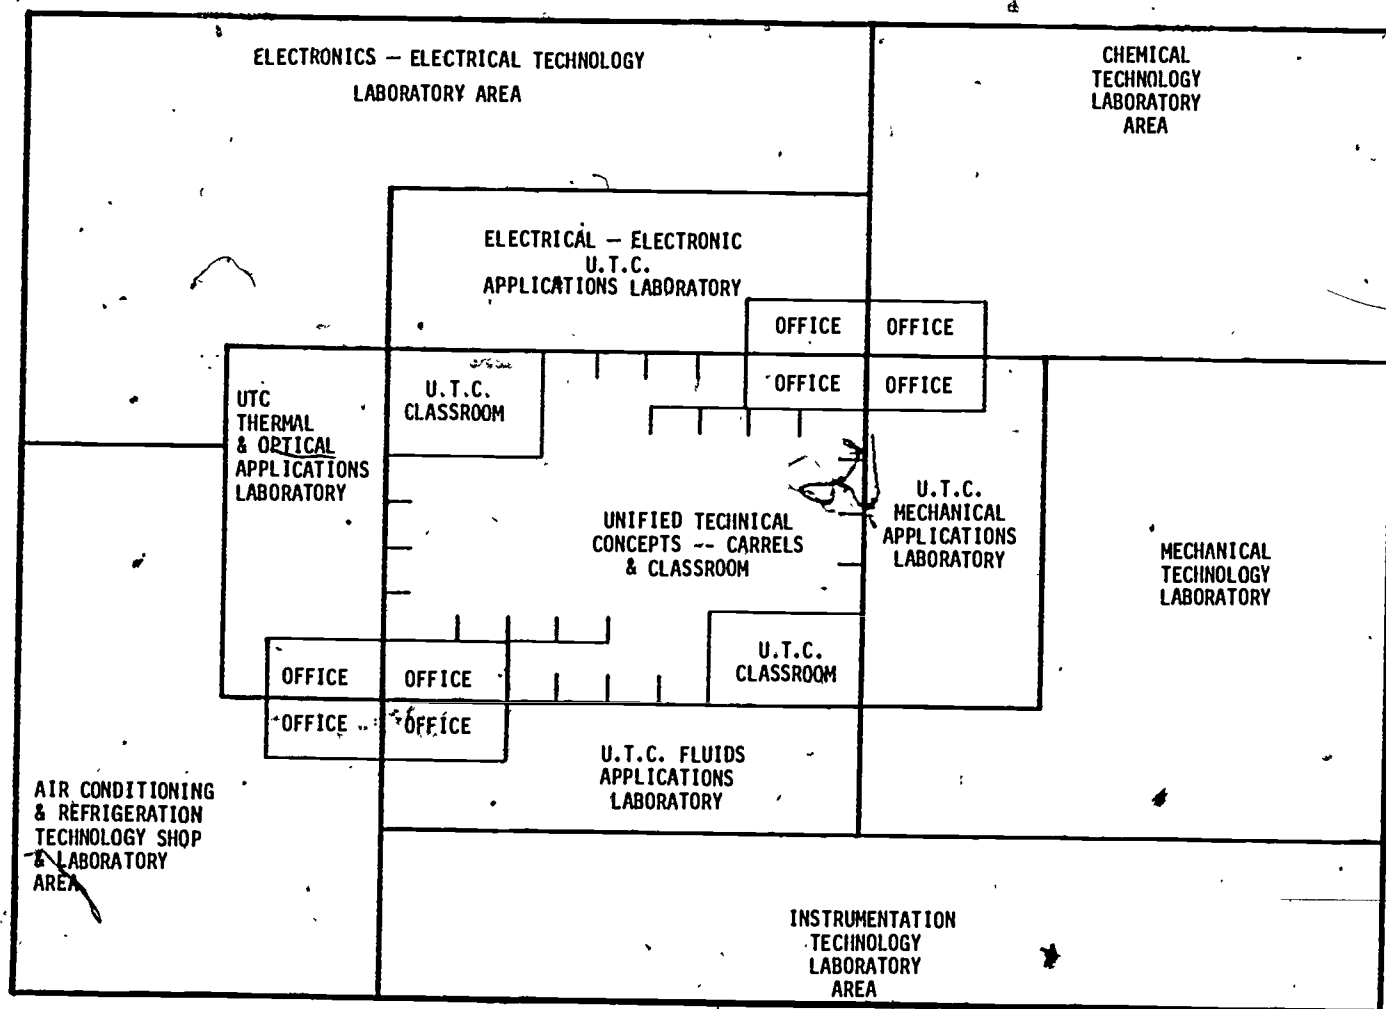 ELECTRONICS — ELECTRICAL TECHNOLOGY
LABORATORY AREA
CHEMICAL
TECHNOLOGY
LABORATORY
AREA
ELECTRICAL — ELECTRONIC
U.T.C.
APPLICATIONS LABORATORY
OFFICE
OFFICE
OFFICE
OFFICE
UTC
THERMAL
& OPTICAL
APPLICATIONS
LABORATORY
U.T.C.
CLASSROOM
UNIFIED TECHNICAL
CONCEPTS -- CARRELS
& CLASSROOM
U.T.C.
MECHANICAL
APPLICATIONS
LABORATORY
MECHANICAL
TECHNOLOGY
LABORATORY
U.T.C.
CLASSROOM
OFFICE
OFFICE
OFFICE
OFFICE
U.T.C. FLUIDS
APPLICATIONS
LABORATORY
AIR CONDITIONING
& REFRIGERATION
TECHNOLOGY SHOP
& LABORATORY
AREA
INSTRUMENTATION
TECHNOLOGY
LABORATORY
AREA